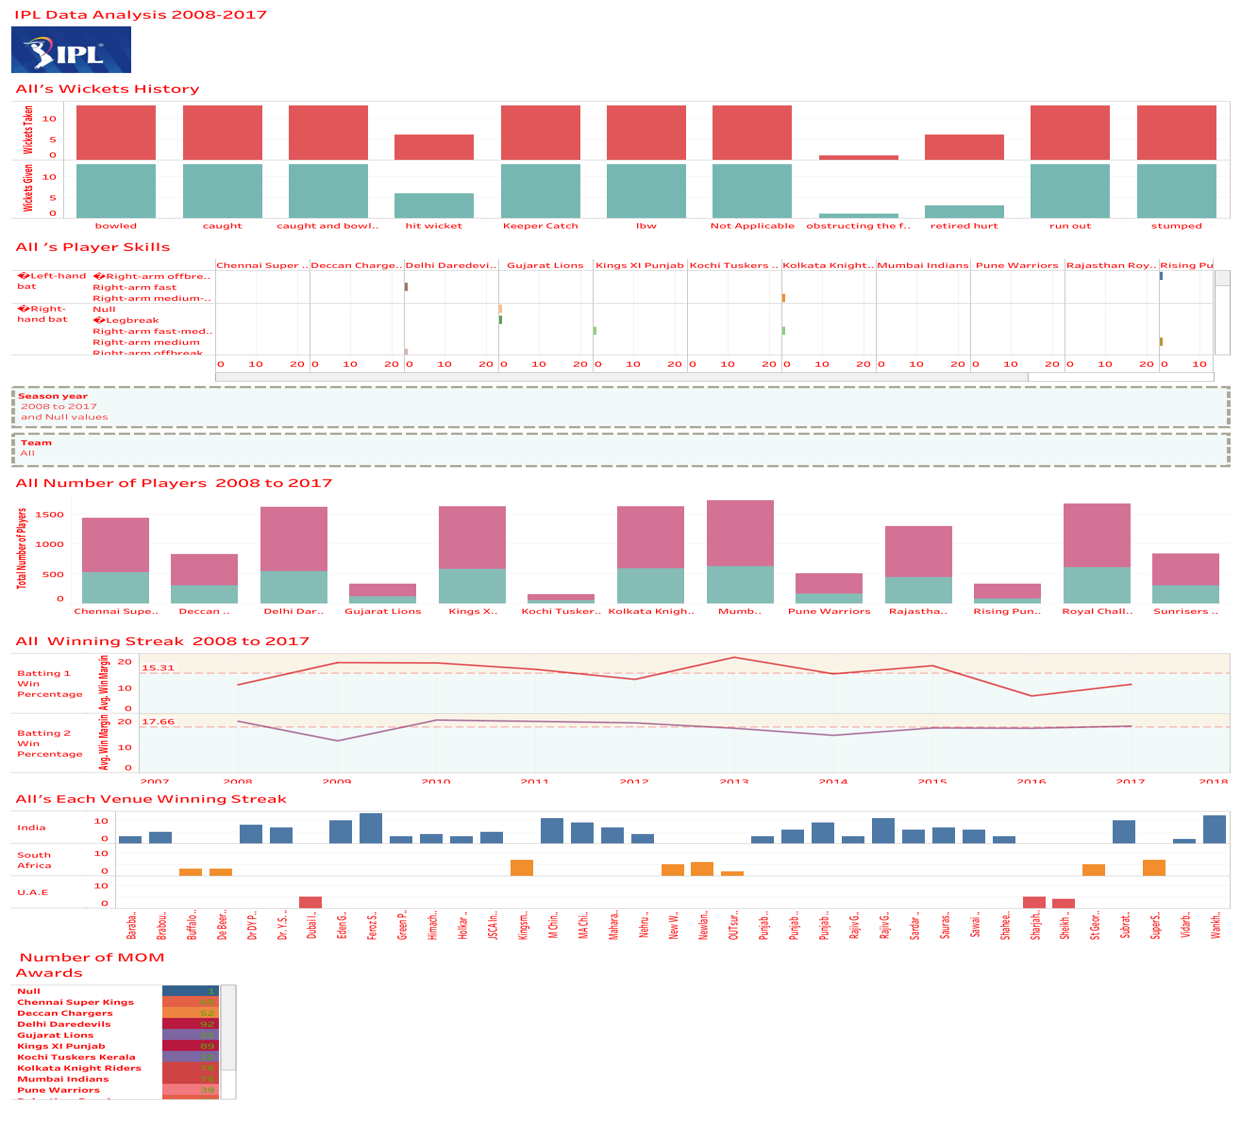 IPL Data Analysis 2008-2017
IPL
All's Wickets History
Wickets Taken
10
5
0
Wickets Given
10
5
0
bowled caught caught and bowl.. hit wicket Keeper Catch lbw Not Applicable obstructing the f.. retired hurt run out stumped
All 's Player Skills
Chennai Super .. Deccan Charge.. Delhi Daredevi.. Gujarat Lions Kings XI Punjab Kochi Tuskers .. Kolkata Knight.. Mumbai Indians Pune Warriors Rajasthan Roy.. Rising Pu
�Left-hand bat
�Right-arm offbre..
Right-arm fast
Right-arm medium-..
�Right-hand bat
Null
�Legbreak
Right-arm fast-med..
Right-arm medium
Right-arm offbreak
0 10 20 0 10 20 0 10 20 0 10 20 0 10 20 0 10 20 0 10 20 0 10 20 0 10 20 0 10 20 0 10
Season year
2008 to 2017
and Null values
Team
All
All Number of Players 2008 to 2017
Total Number of Players
1500
1000
500
0
Chennai Supe.. Deccan .. Delhi Dar.. Gujarat Lions Kings X.. Kochi Tusker.. Kolkata Knigh.. Mumb.. Pune Warriors Rajastha.. Rising Pun.. Royal Chall.. Sunrisers ..
All Winning Streak 2008 to 2017
Batting 1
Win
Percentage
Avg. Win Margin
20
10
0
15.31
Batting 2
Win
Percentage
Avg. Win Margin
20
10
0
17.66
2007 2008 2009 2010 2011 2012 2013 2014 2015 2016 2017 2018
All's Each Venue Winning Streak
India
10
0
South
Africa
10
0
U.A.E
10
0
Baraba.. Brabou.. Buffalo.. De Beer.. Dr DY P.. Dr. Y.S. .. Dubai I.. Eden G.. Feroz S.. Green P.. Himach.. Holkar .. JSCA In.. Kingsm.. M Chin.. MA Chi.. Mahara.. Nehru .. New W.. Newlan.. OUTsur.. Punjab .. Punjab .. Punjab .. Rajiv G.. Rajiv G.. Sardar .. Sauras.. Sawai .. Shahee.. Sharjah.. Sheikh .. St Geor.. Subrat.. SuperS.. Vidarb.. Wankh..
Number of MOM
Awards
Null 1
Chennai Super Kings
Deccan Chargers 52
Delhi Daredevils 92
Gujarat Lions
Kings XI Punjab 89
Kochi Tuskers Kerala
Kolkata Knight Riders
Mumbai Indians 75
Pune Warriors 39